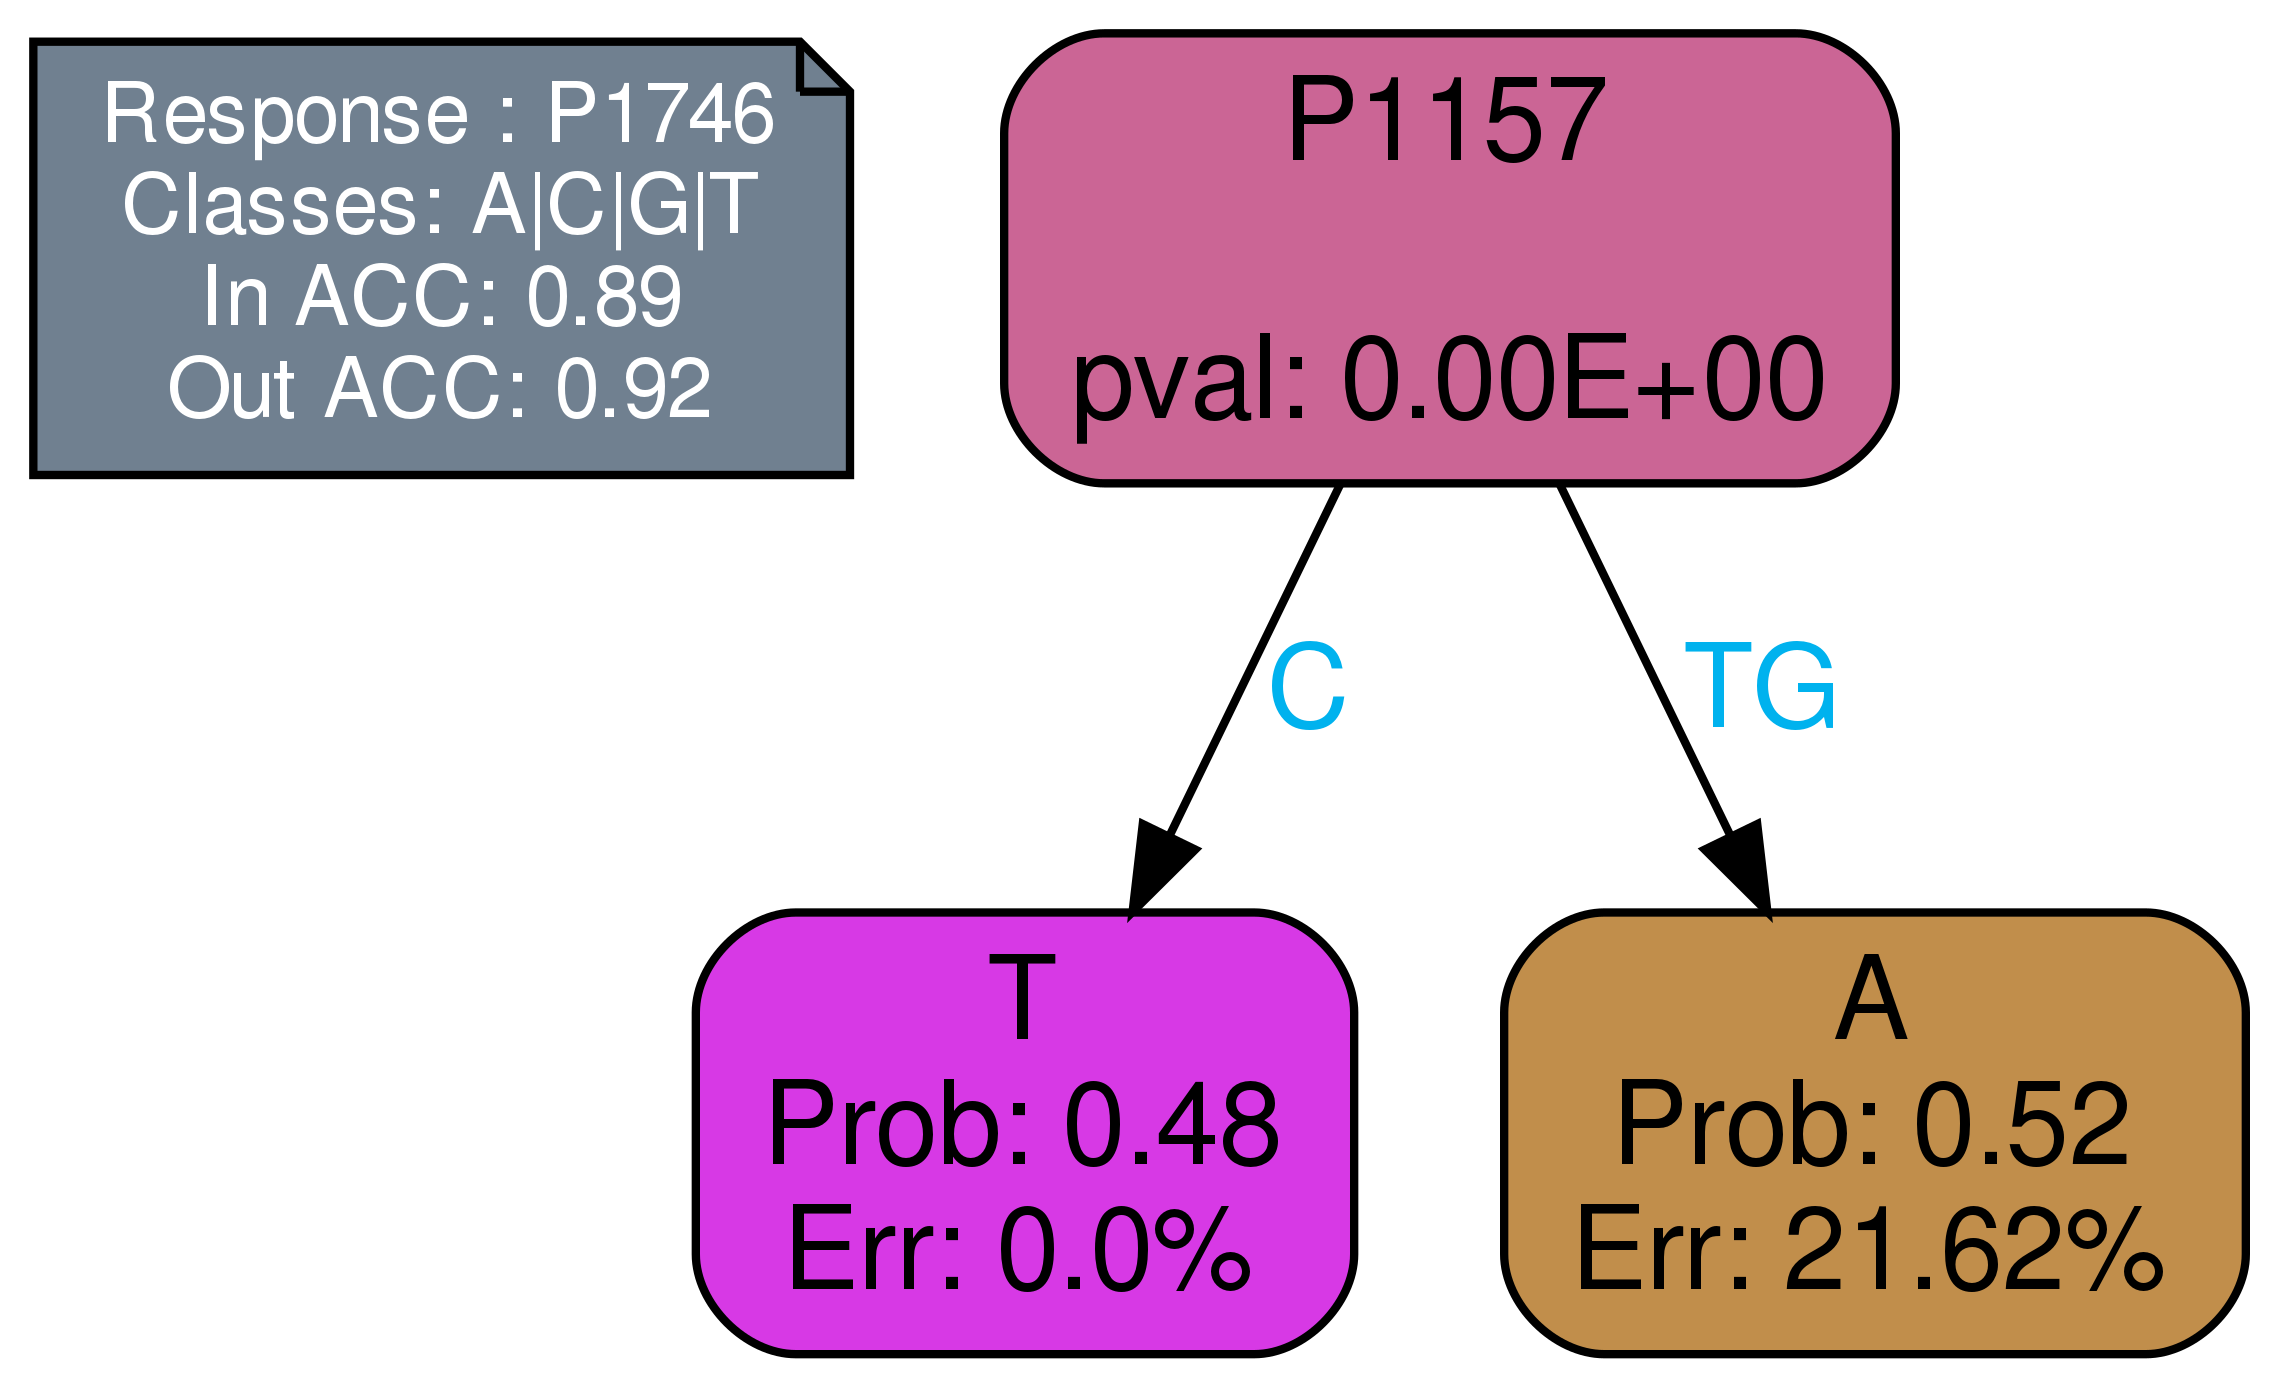 Response : P1746
Classes: A|C|G|T
In ACC: 0.89
Out ACC: 0.92
P1157
pval: 0.00E+00
C
TG
T
Prob: 0.48
Err: 0.0%
A
Prob: 0.52
Err: 21.62%